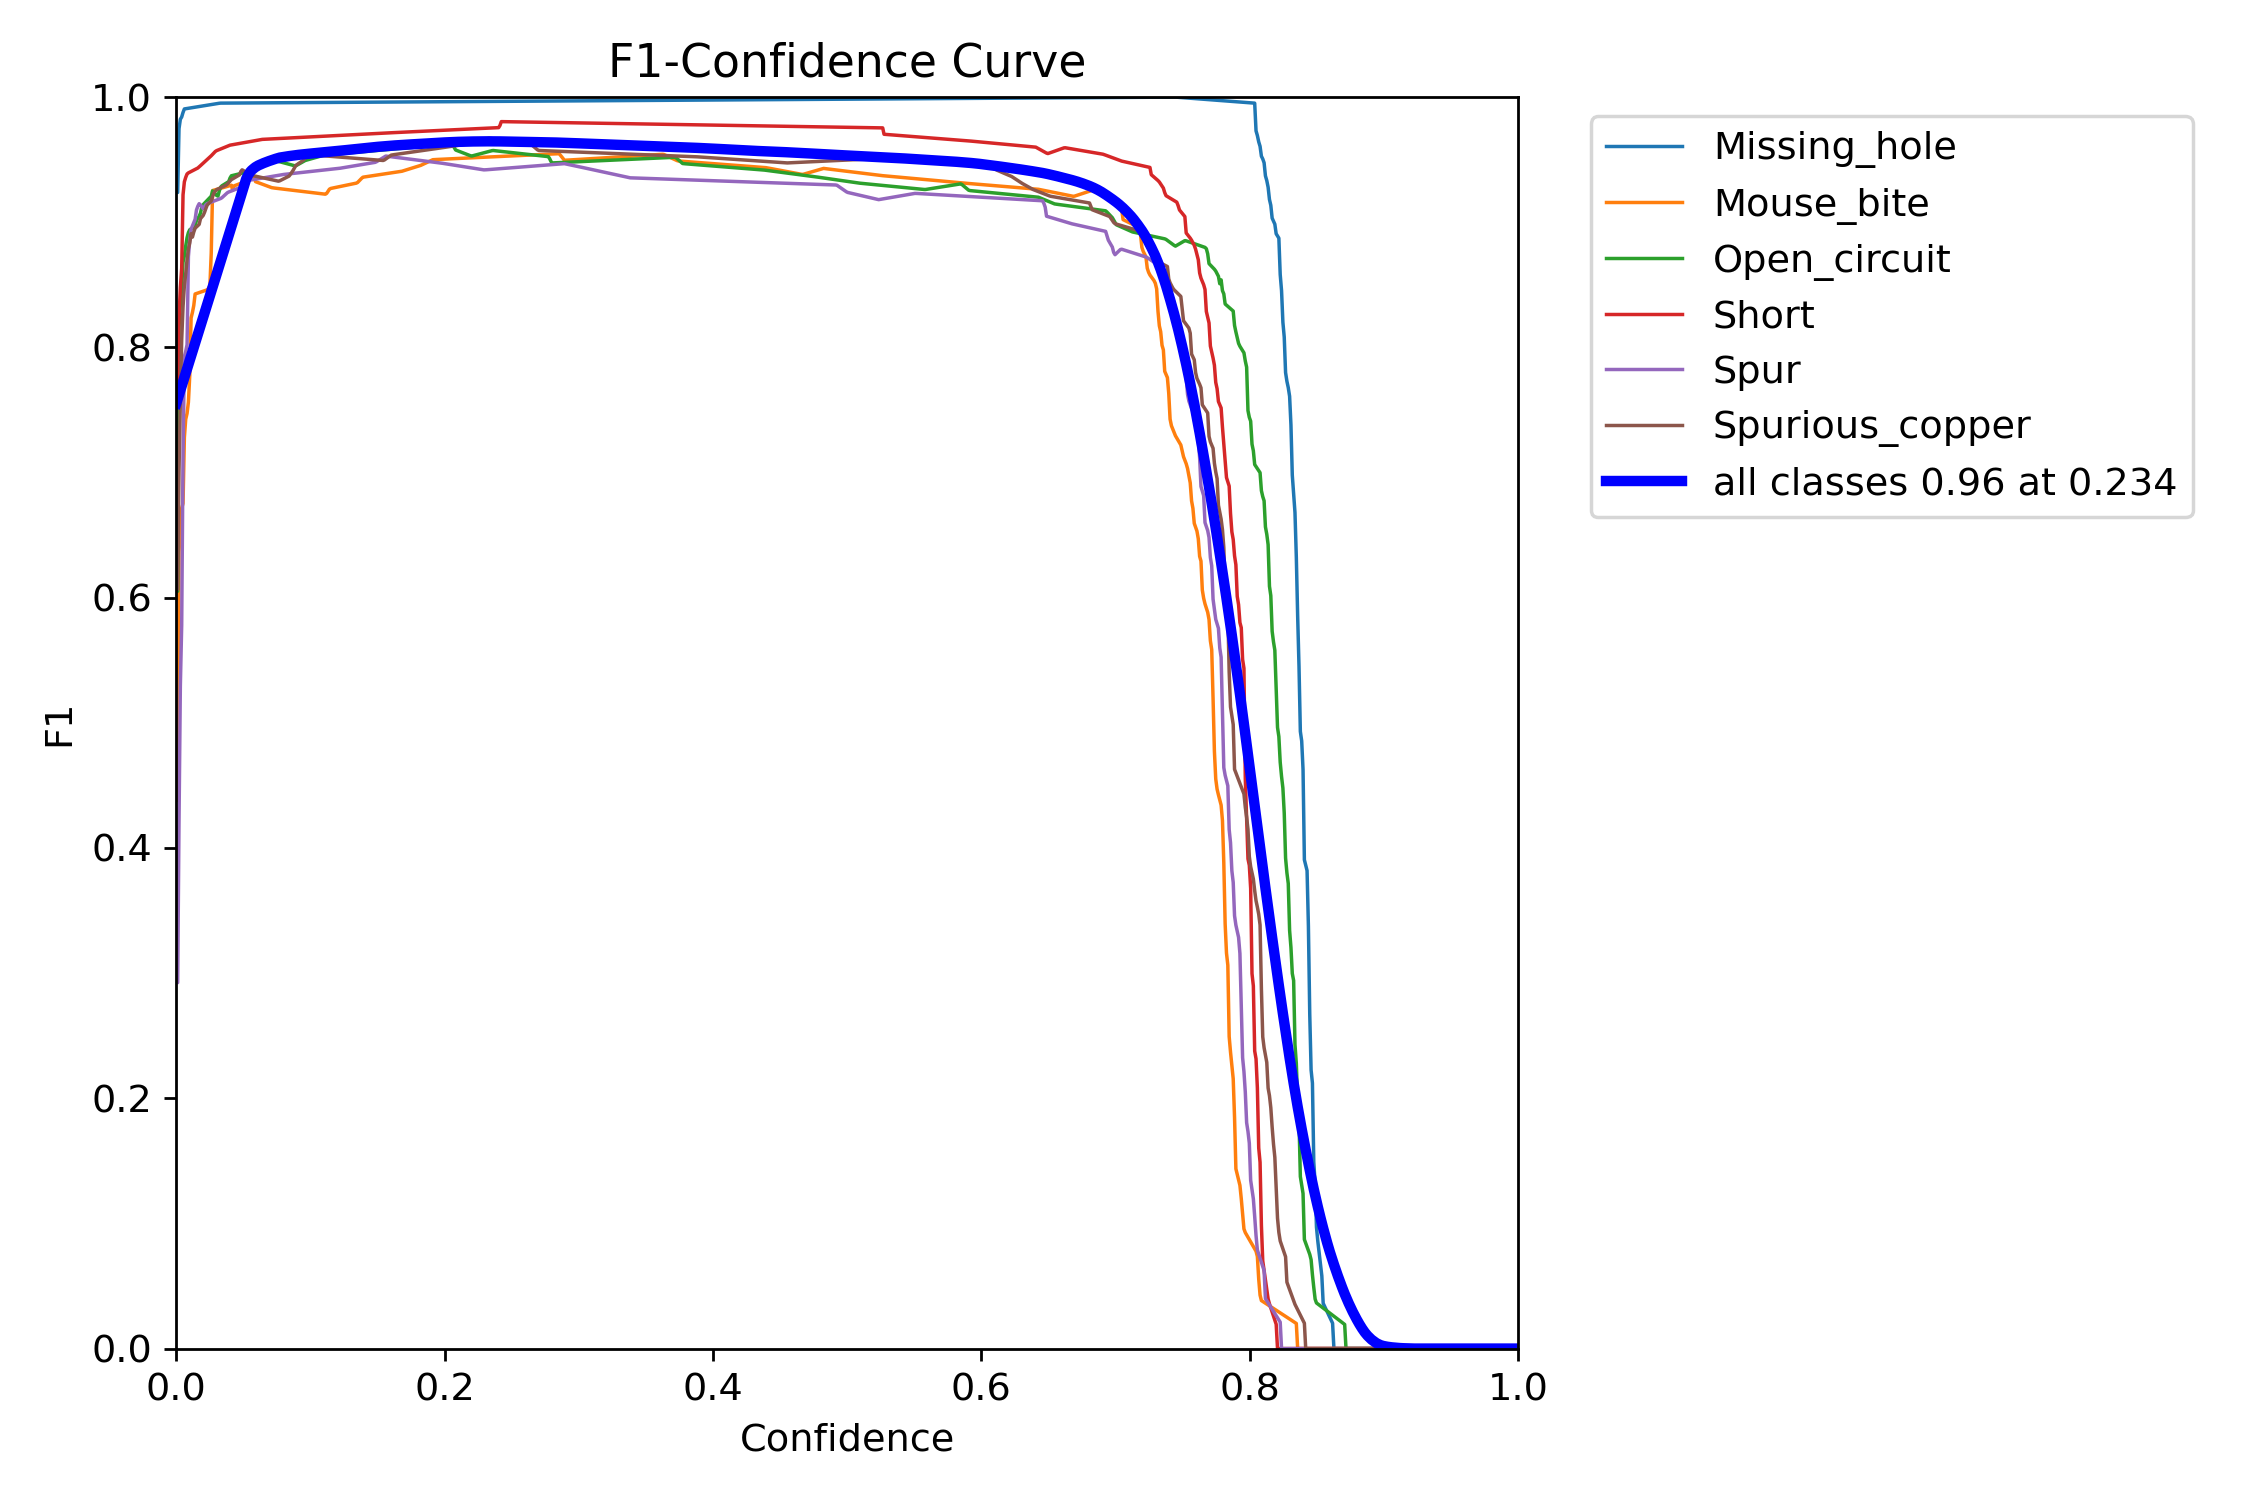 F1-Confidence Curve
1.0
0.8
0.6
0.4
0.2
0.0
F1
0.0 0.2 0.4 0.6 0.8 1.0
Confidence
Missing_hole
Mouse_bite
Open_circuit
Short
Spur
Spurious_copper
all classes 0.96 at 0.234